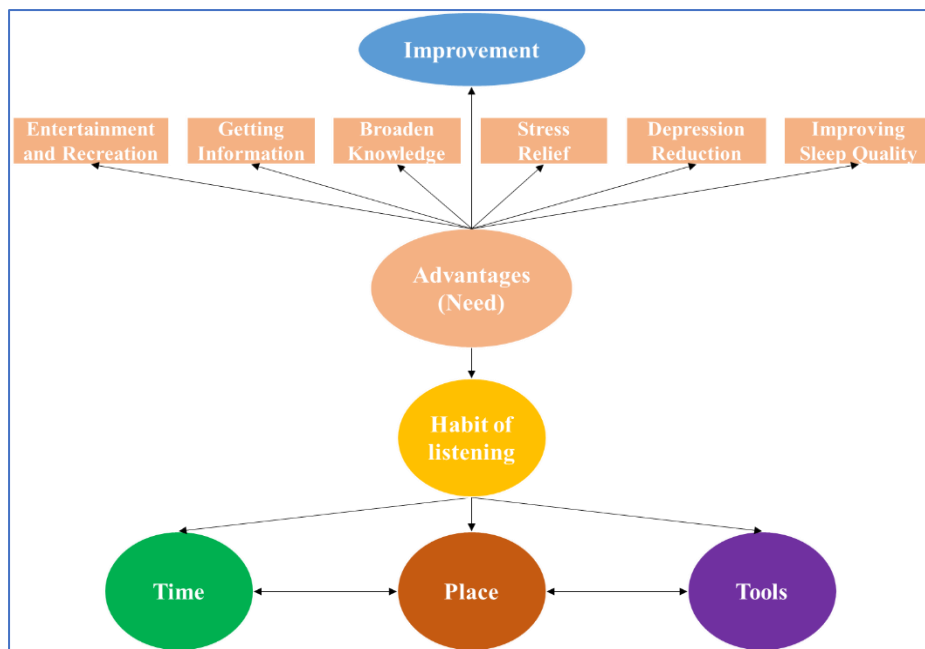 Improvement
Entertainment
and Recreation
Getting
Information
Broaden
Knowledge
Stress
Relief
Depression
Reduction
Improving
Sleep Quality
Advantages
(Need)
Habit of
listening
Time
Place
Tools